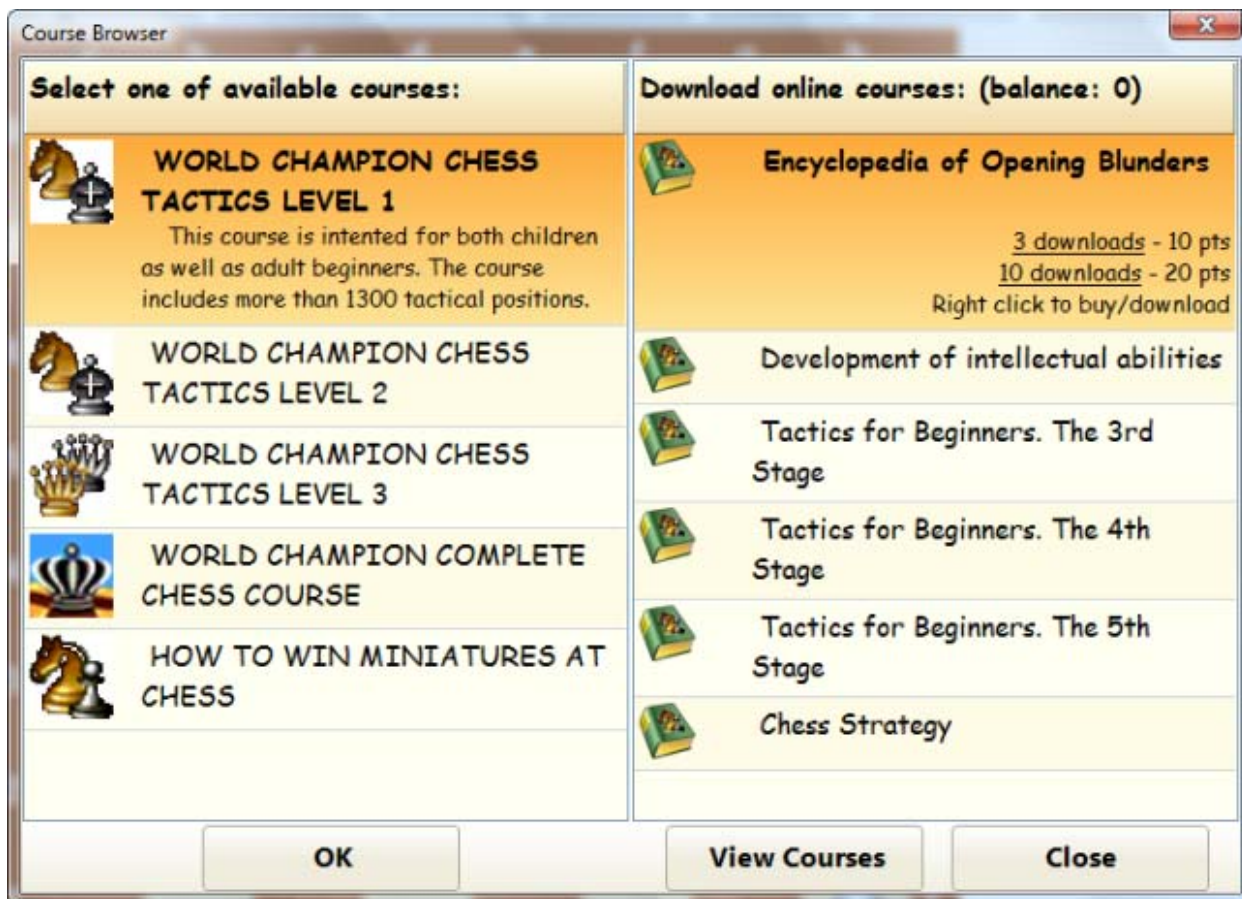 Course Browser
Select one of available courses:
WORLD CHAMPION CHESS
TACTICS LEVEL 1
This course is intented for both children
as well as adult beginners. The course
includes more than 1300 tactical positions.
WORLD CHAMPION CHESS
TACTICS LEVEL 2
WORLD CHAMPION CHESS
TACTICS LEVEL 3
WORLD CHAMPION COMPLETE
CHESS COURSE
HOW TO WIN MINIATURES AT
CHESS
Download online courses: (balance: 0)
Encyclopedia of Opening Blunders
3 downloads - 10 pts
10 downloads - 20 pts
Right click to buy/download
Development of intellectual abilities
Tactics for Beginners. The 3rd
Stage
Tactics for Beginners. The 4th
Stage
Tactics for Beginners. The 5th
Stage
Chess Strategy
OK
View Courses
Close